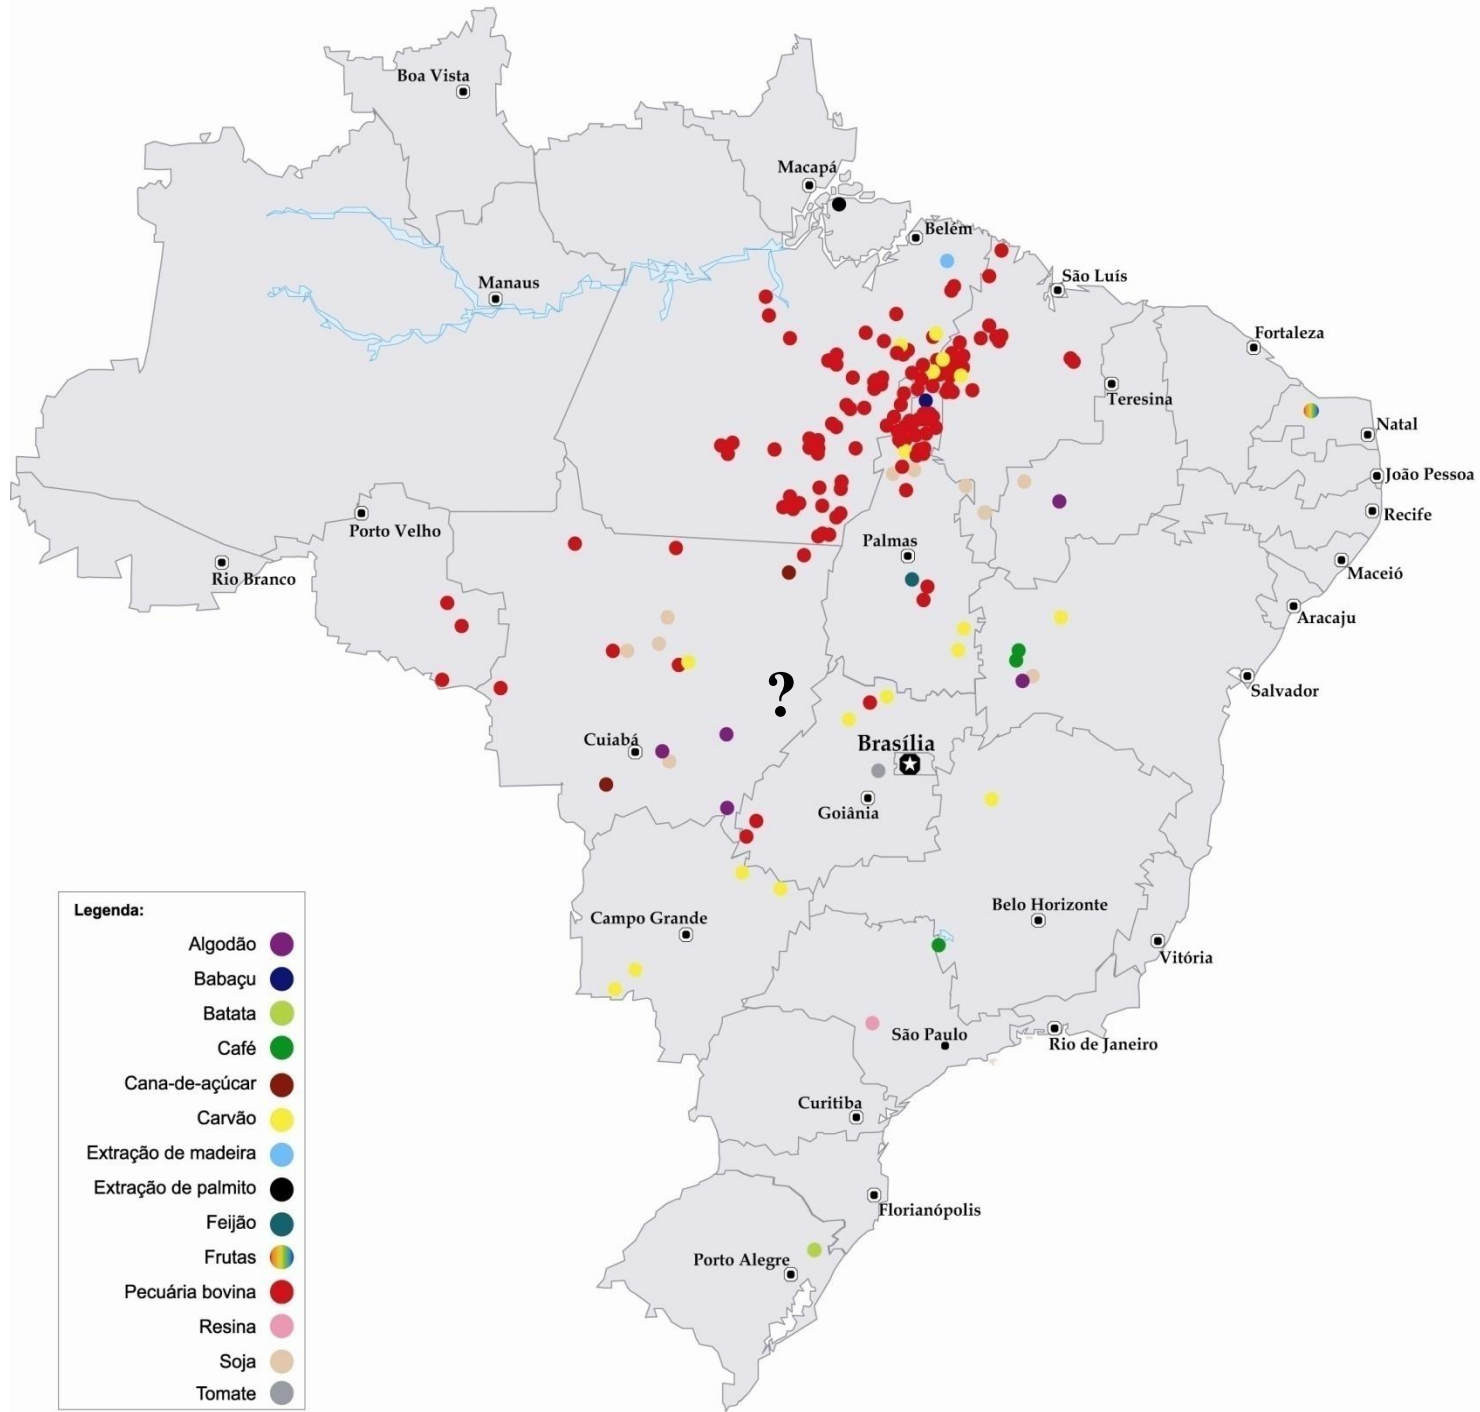 Boa Vista
Macapá
Belém
Manaus
São Luís
Fortaleza
Teresina
Natal
João Pessoa
Porto Velho
Recife
Palmas
Rio Branco
Maceió
Aracaju
?
Salvador
Cuiabá
Brasília
Goiânia
Belo Horizonte
Campo Grande
Vitória
São Paulo
Rio de Janeiro
Curitiba
Florianópolis
Porto Alegre
Legenda:
Algodão
Babaçu
Batata
Café
Cana-de-açúcar
Carvão
Extração de madeira
Extração de palmito
Feijão
Frutas
Pecuária bovina
Resina
Soja
Tomate